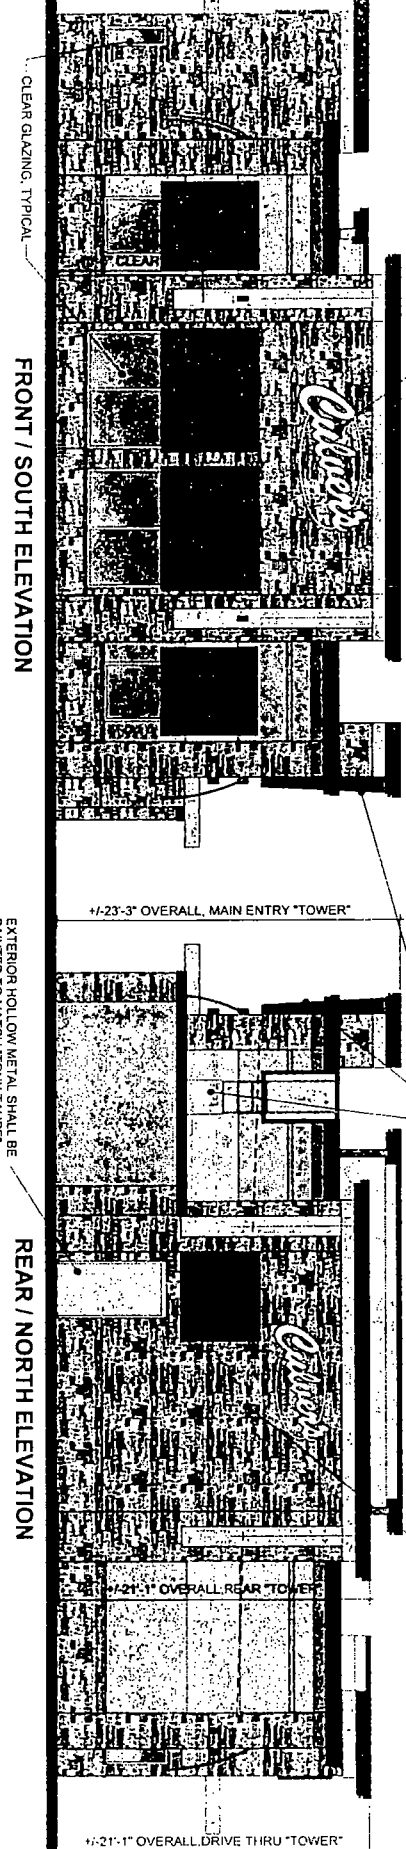 CLEAR GLAZING, TYPICAL
CLEAR
Culver's
FRONT / SOUTH ELEVATION
+/-23'-3" OVERALL, MAIN ENTRY "TOWER"
EXTERIOR HOLLOW METAL SHALL BE
Culver's
REAR / NORTH ELEVATION
+/-21'-1" OVERALL, REAR "TOWER"
+/-21'-1" OVERALL, DRIVE THRU "TOWER"